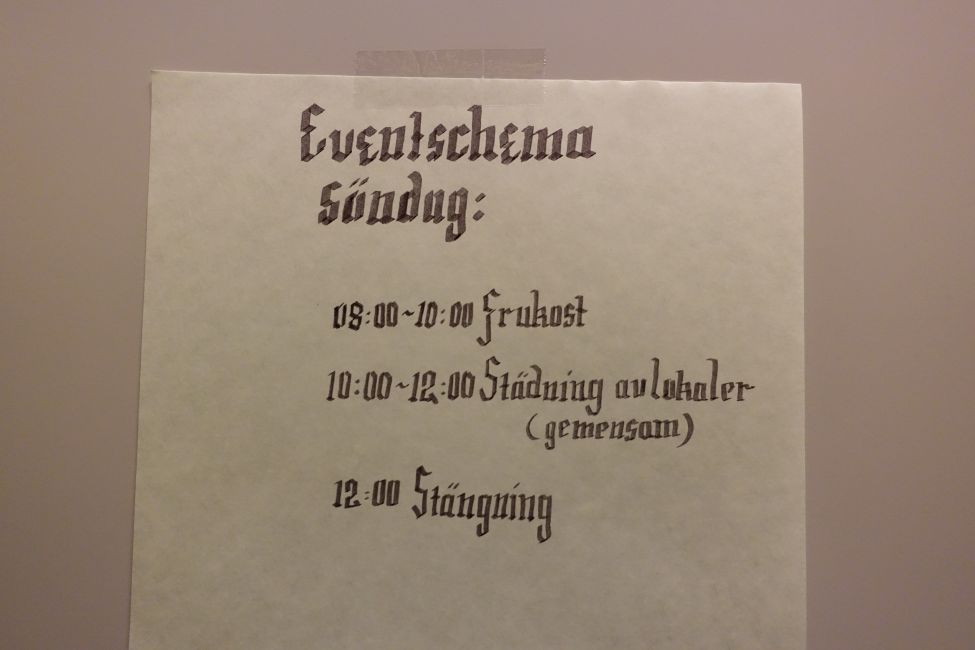 Eventschema
Söndag:
08:00~10:00 Frukost
10:00~12:00 Städning av lokaler
(gemensam)
12:00 Stängning